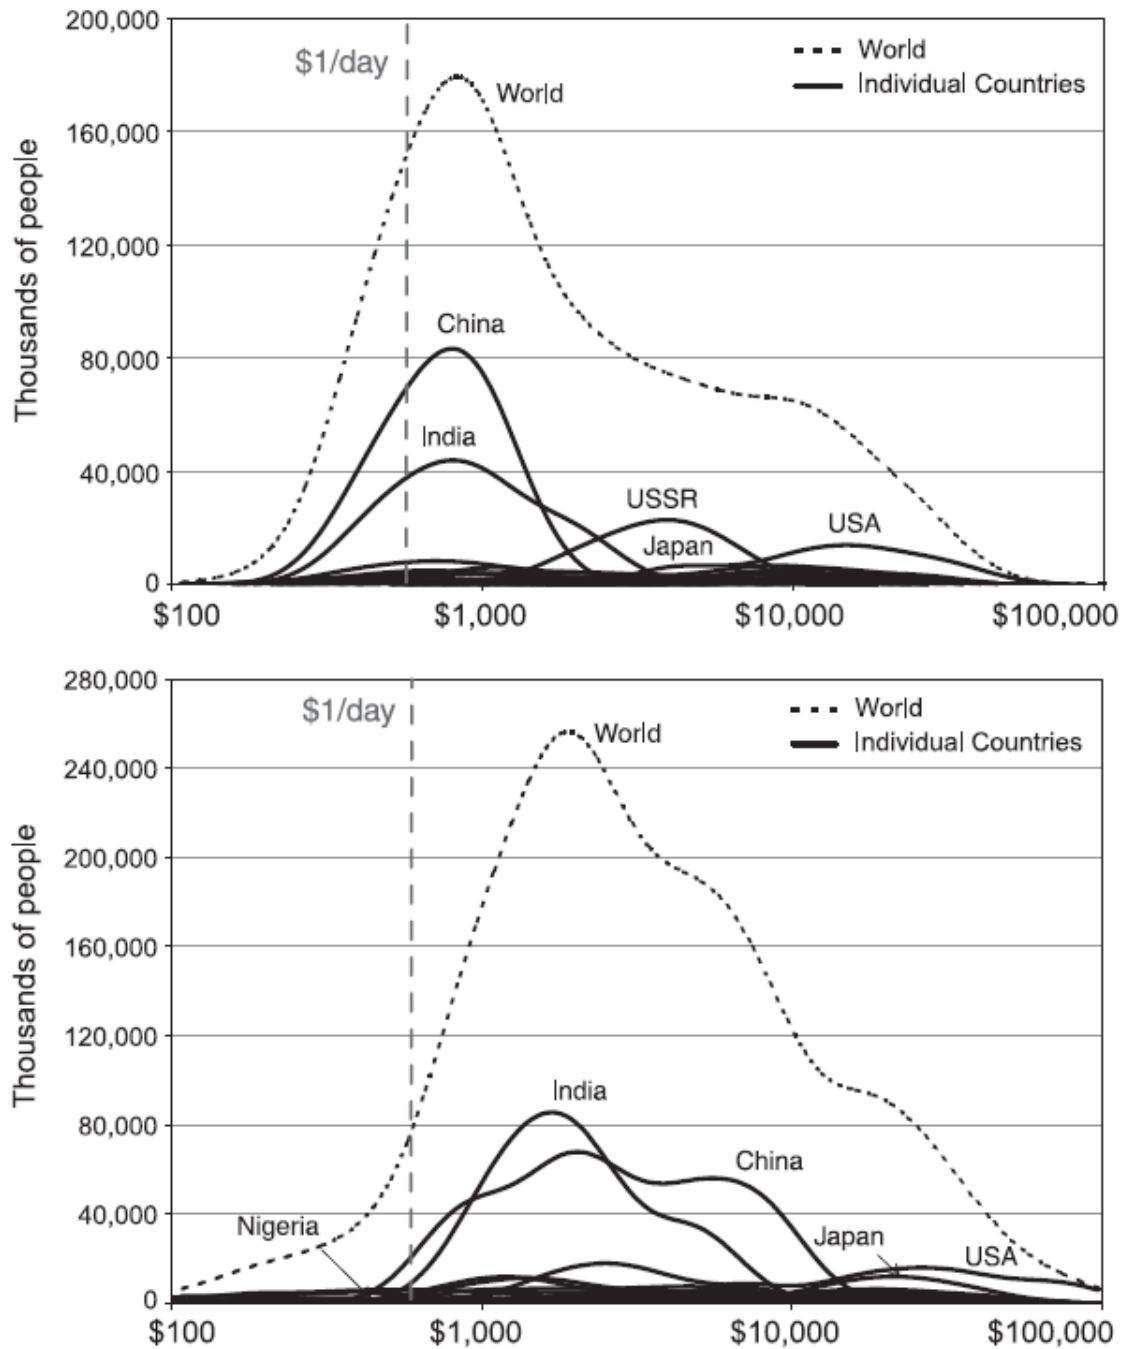 200,000
$1/day
World
Individual Countries
World
160,000
Thousands of people
120,000
China
80,000
India
40,000
USSR
USA
Japan
0
$100
$1,000
$10,000
$100,000
280,000
$1/day
World
Individual Countries
World
240,000
200,000
Thousands of people
160,000
120,000
India
80,000
China
40,000
Nigeria
Japan
USA
0
$100
$1,000
$10,000
$100,000